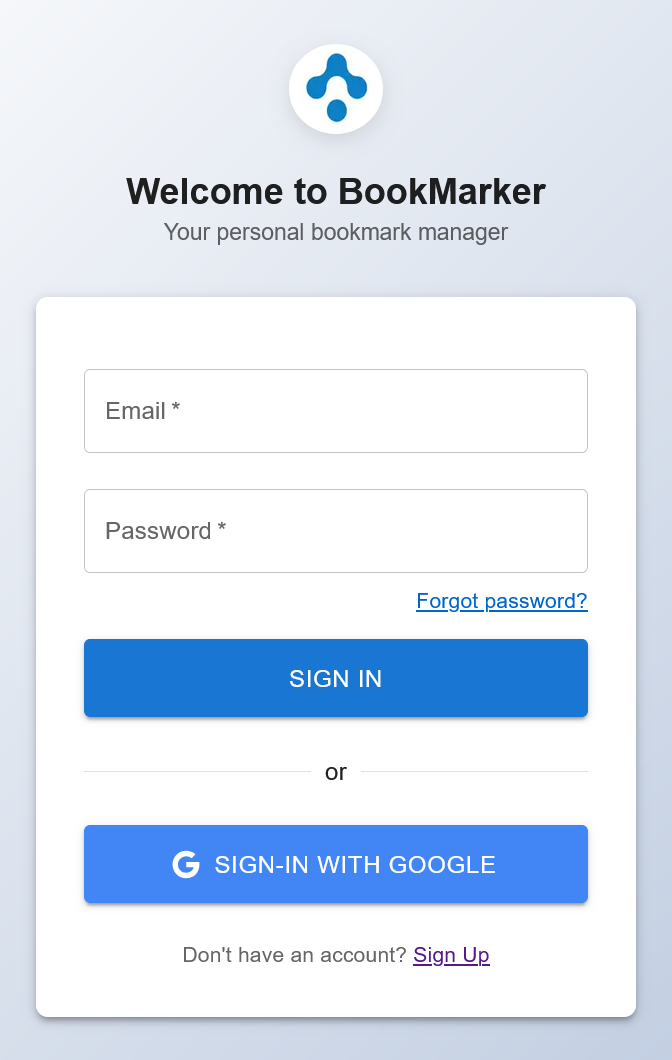 Welcome to BookMarker
Your personal bookmark manager
Email *
Password *
Forgot password?
SIGN IN
or
SIGN-IN WITH GOOGLE
Don't have an account? Sign Up